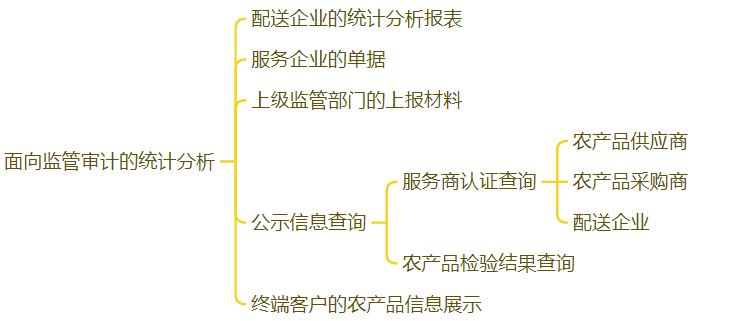 配送企业的统计分析报表
服务企业的单据
上级监管部门的上报材料
面向监管审计的统计分析
公示信息查询
服务商认证查询
农产品供应商
农产品采购商
配送企业
农产品检验结果查询
终端客户的农产品信息展示